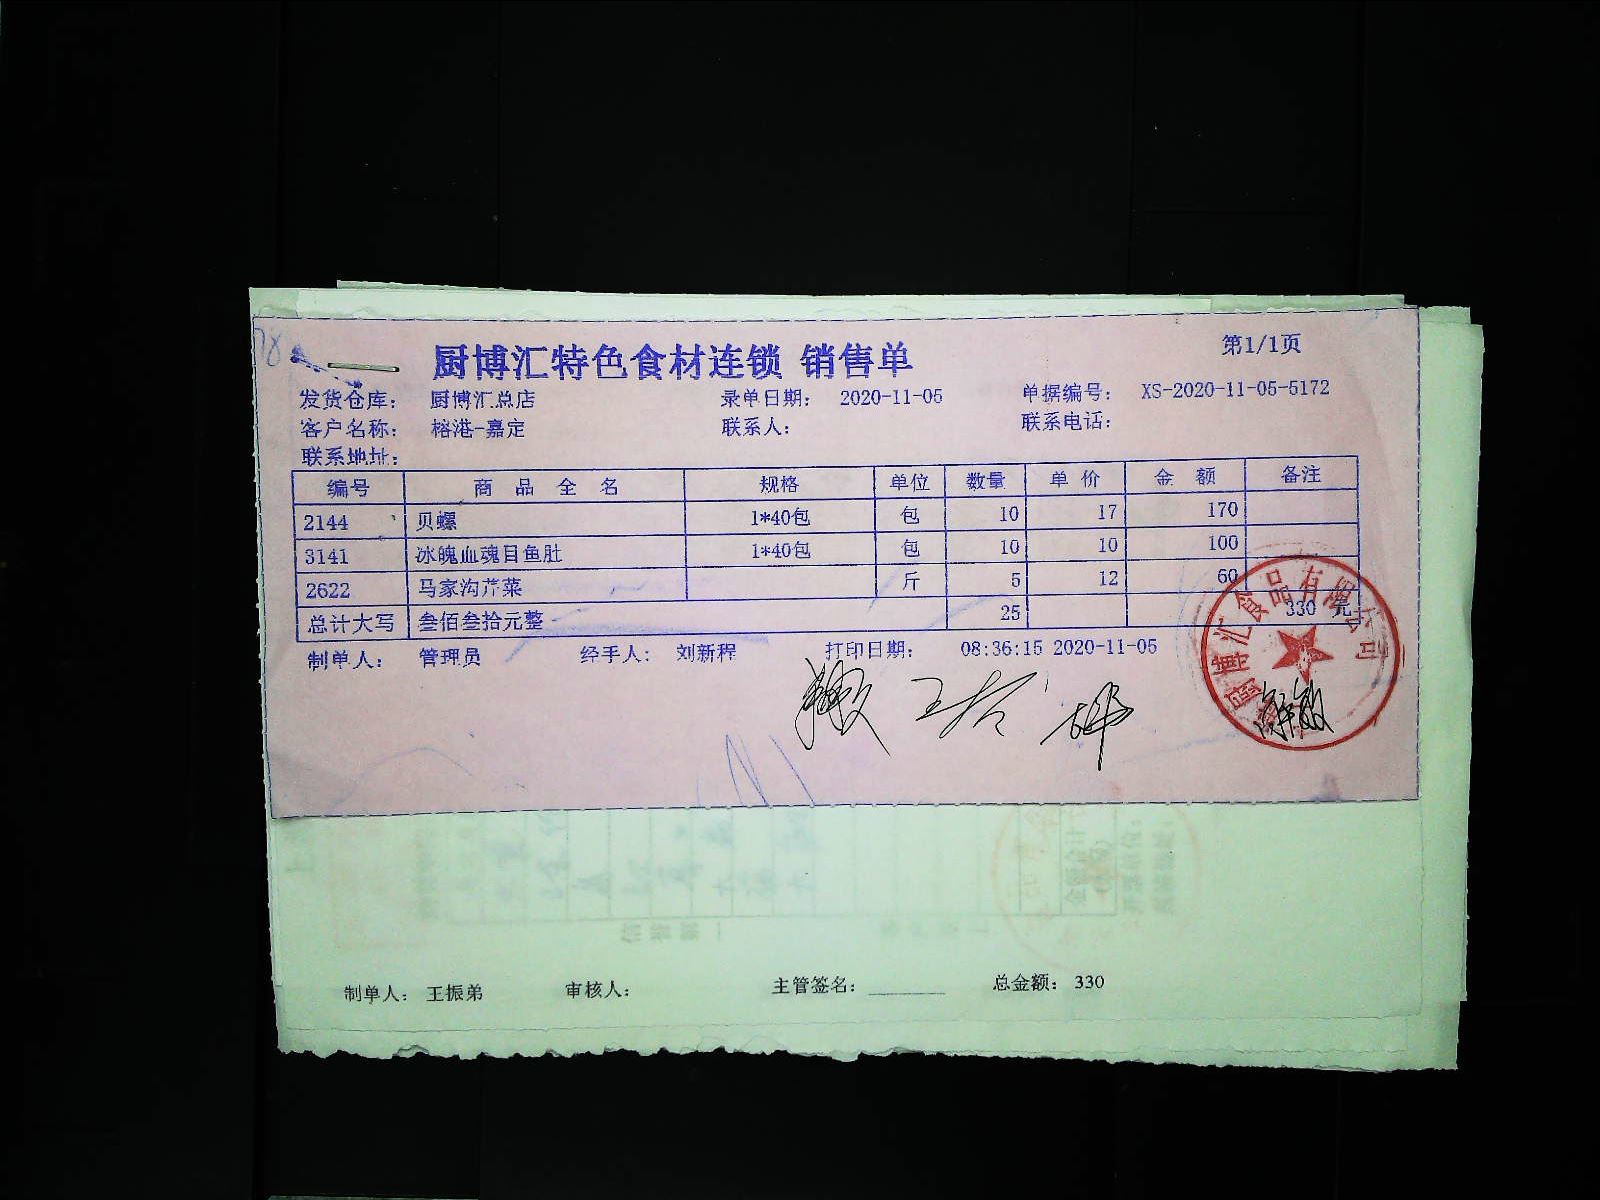 第1/1页
厨博汇特色食材连锁 销售单
发货仓库: 厨博汇总店 录单日期: 2020-11-05 单据编号: XS-2020-11-05-5172
客户名称: 榕港-嘉定 联系人: 联系电话:
联系地址:
编号 商 品 全 名 规格 单位 数量 单 价 金 额 备注
2144 贝螺 1*40包 包 10 17 170
3141 冰魄血魂目鱼肚 1*40包 包 10 10 100
2622 马家沟芹菜 斤 5 12 60
总计大写 叁佰叁拾元整 25 330 元
制单人: 管理员 经手人: 刘新程 打印日期: 08:36:15 2020-11-05
制单人: 王振弟 审核人: 主管签名: 总金额: 330